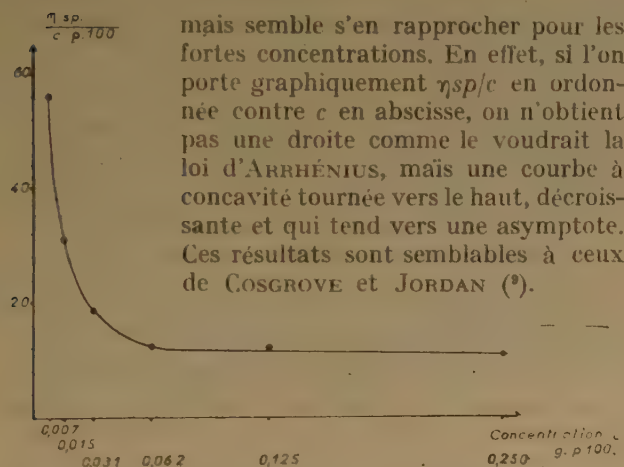 η sp.
c p.100
mais semble s'en rapprocher pour les
fortes concentrations. En effet, si l'on
porte graphiquement ηsp/c en ordon-
née contre c en abscisse, on n'obtient
pas une droite comme le voudrait la
loi d'ARRHÉNIUS, mais une courbe à
concavité tournée vers le haut, décrois-
sante et qui tend vers une asymptote.
Ces résultats sont semblables à ceux
de COSGROVE et JORDAN (⁹).
60
40
20
0,007
0,015
0,031
0,062
0,125
0,250
Concentration
g. p 100.